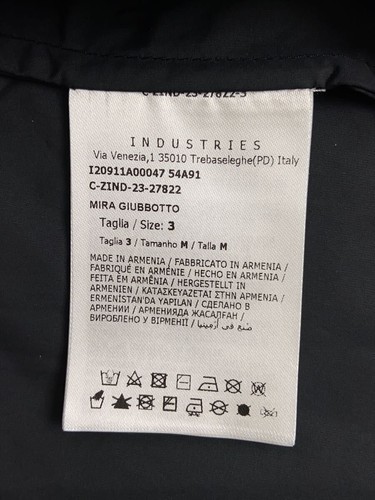 C-ZIND-23-27822-3
INDUSTRIES
Via Venezia,1 35010 Trebaseleghe(PD) Italy
I20911A00047 54A91
C-ZIND-23-27822
MIRA GIUBBOTTO
Taglia / Size: 3
Taglia 3 / Tamanho M / Talla M
MADE IN ARMENIA / FABBRICATO IN ARMENIA /
FABRIQUÉ EN ARMÉNIE / HECHO EN ARMENIA /
FEITA EM ARMÊNIA / HERGESTELLT IN
ARMENIEN / ΚΑΤΑΣΚΕΥΑΖΕΤΑΙ ΣΤΗΝ ΑΡΜΕΝΙΑ /
ERMENİSTAN'DA YAPILAN / СДЕЛАНО В
АРМЕНИИ / АРМЕНИЯДА ЖАСАЛҒАН /
ВИРОБЛЕНО У ВІРМЕНІЇ / صنع في أرمينيا